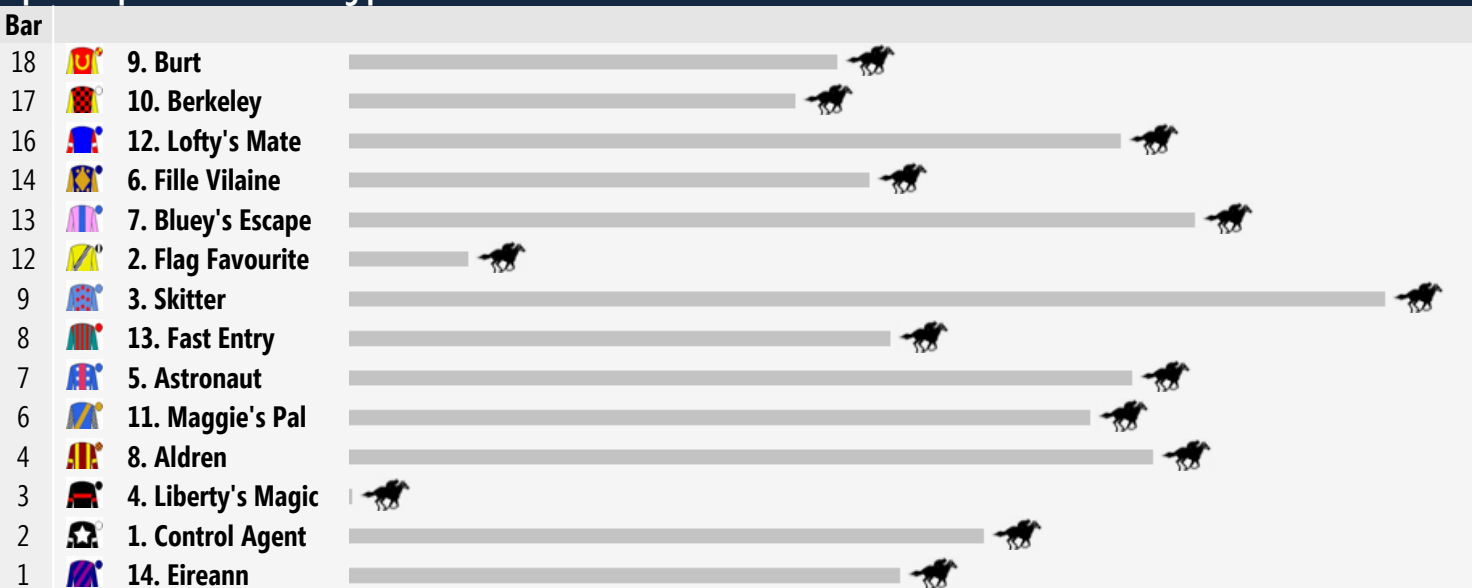 Bar
18 9. Burt
17 10. Berkeley
16 12. Lofty's Mate
14 6. Fille Vilaine
13 7. Bluey's Escape
12 2. Flag Favourite
9 3. Skitter
8 13. Fast Entry
7 5. Astronaut
6 11. Maggie's Pal
4 8. Aldren
3 4. Liberty's Magic
2 1. Control Agent
1 14. Eireann